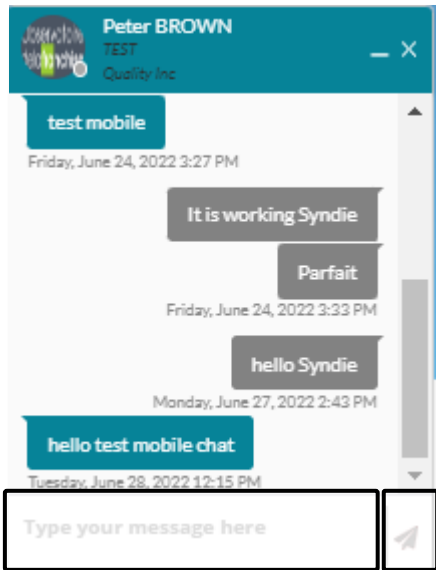 Peter BROWN
TEST
Quality Inc
test mobile
Friday, June 24, 2022 3:27 PM
It is working Syndie
Parfait
Friday, June 24, 2022 3:33 PM
hello Syndie
Monday, June 27, 2022 2:43 PM
hello test mobile chat
Tuesday, June 28, 2022 12:15 PM
Type your message here